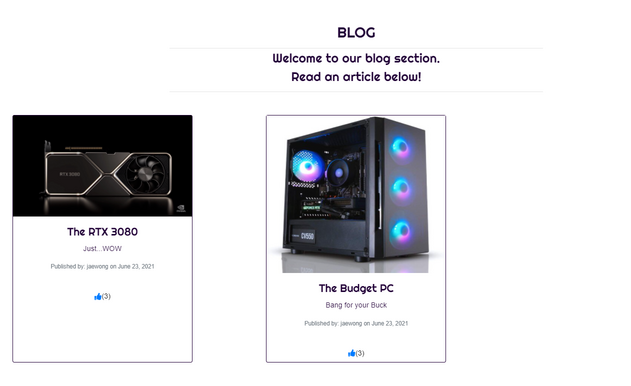 BLOG
Welcome to our blog section.
Read an article below!
RTX 3080
The RTX 3080
Just...WOW
Published by: jaewong on June 23, 2021
(3)
CX550
The Budget PC
Bang for your Buck
Published by: jaewong on June 23, 2021
(3)